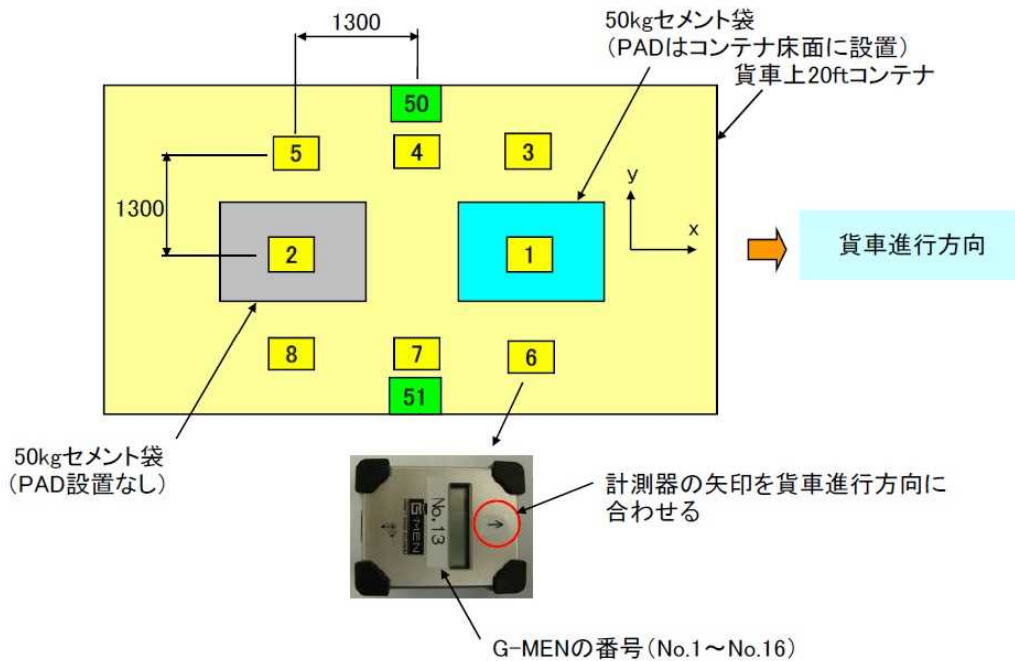 1300
50kgセメント袋
(PADはコンテナ床面に設置)
貨車上20ftコンテナ
50
5
4
3
1300
y
x
2
1
貨車進行方向
8
7
6
51
50kgセメント袋
(PAD設置なし)
計測器の矢印を貨車進行方向に
合わせる
No.13
G-MEN
G-MENの番号(No.1～No.16)